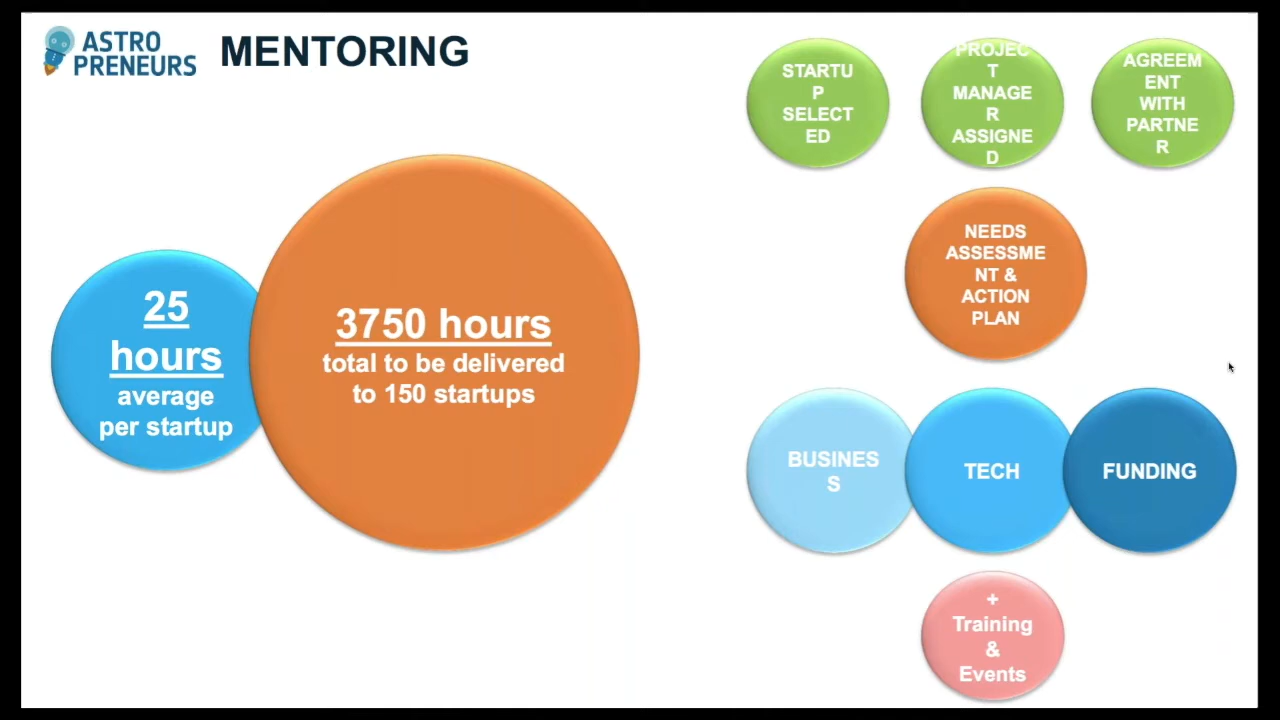 ASTRO
PRENEURS
MENTORING
STARTU
P
SELECT
ED
PROJEC
T
MANAGE
R
ASSIGNE
D
AGREEM
ENT
WITH
PARTNE
R
25
hours
average
per startup
3750 hours
total to be delivered
to 150 startups
NEEDS
ASSESSME
NT &
ACTION
PLAN
BUSINES
S
TECH
FUNDING
+
Training
&
Events